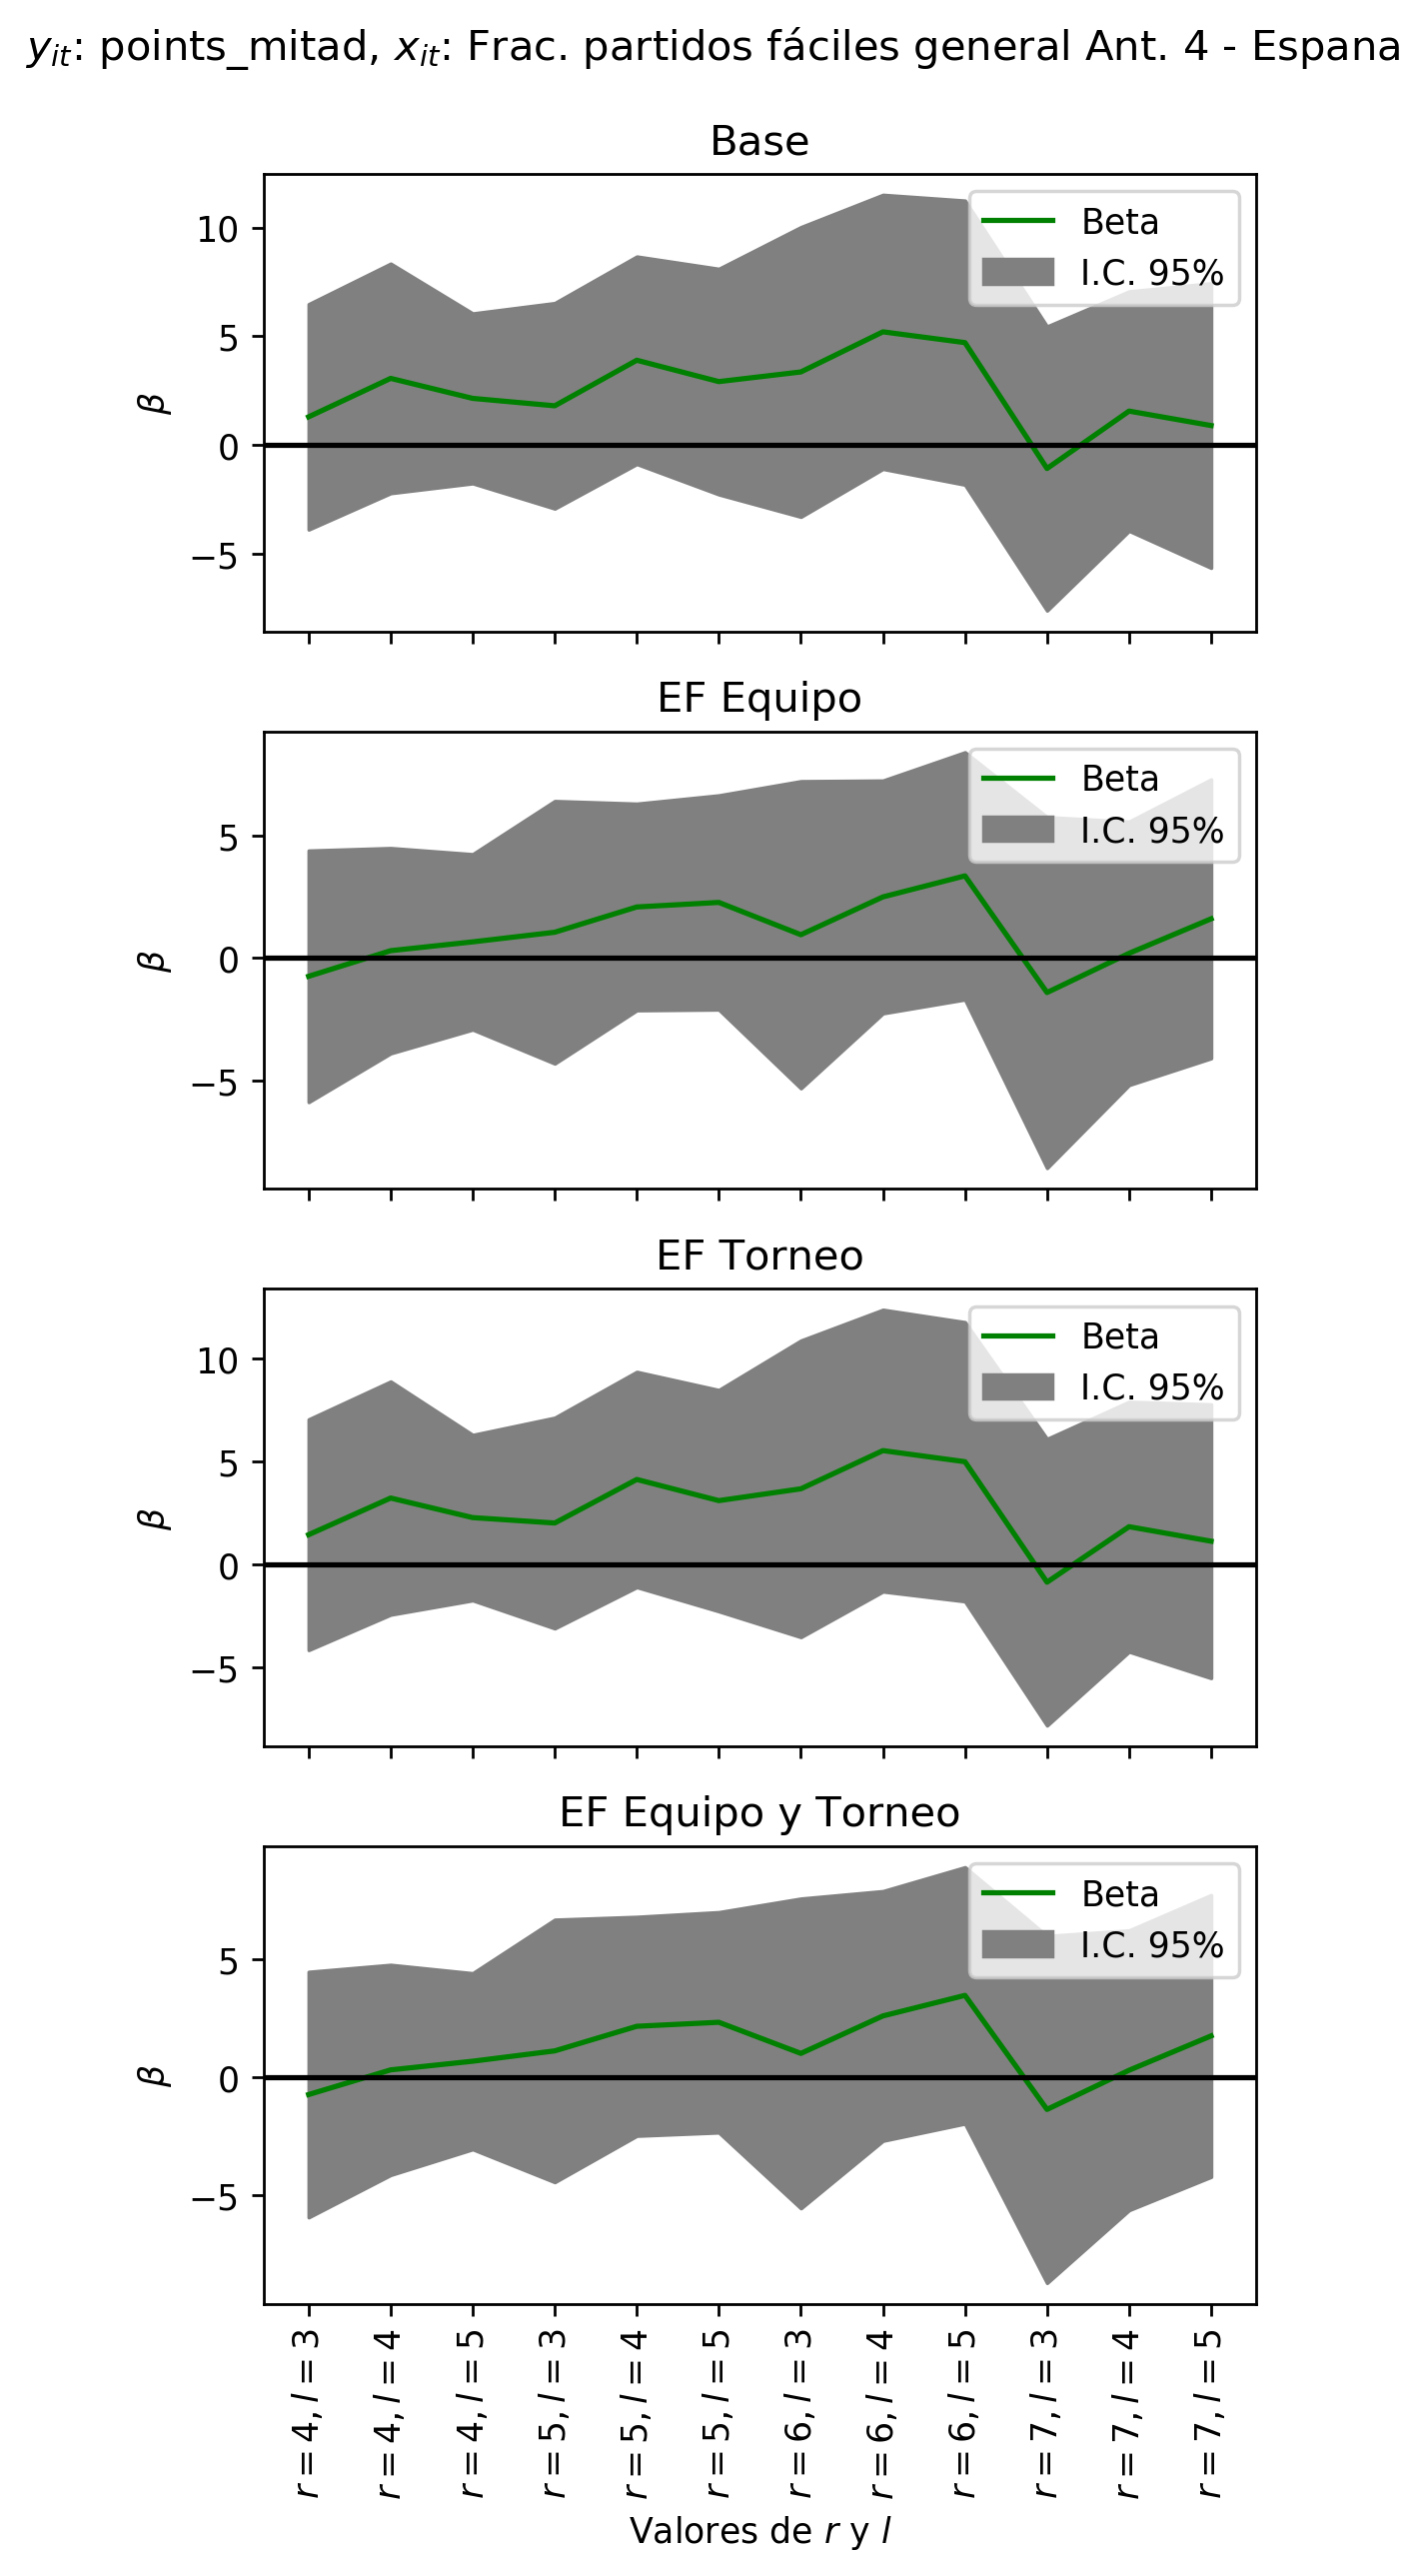 y_it: points_mitad, x_it: Frac. partidos fáciles general Ant. 4 - Espana
Base
Beta
I.C. 95%
10
5
0
−5
β
EF Equipo
Beta
I.C. 95%
5
0
−5
β
EF Torneo
Beta
I.C. 95%
10
5
0
−5
β
EF Equipo y Torneo
Beta
I.C. 95%
5
0
−5
β
r = 4, l = 3
r = 4, l = 4
r = 4, l = 5
r = 5, l = 3
r = 5, l = 4
r = 5, l = 5
r = 6, l = 3
r = 6, l = 4
r = 6, l = 5
r = 7, l = 3
r = 7, l = 4
r = 7, l = 5
Valores de r y l